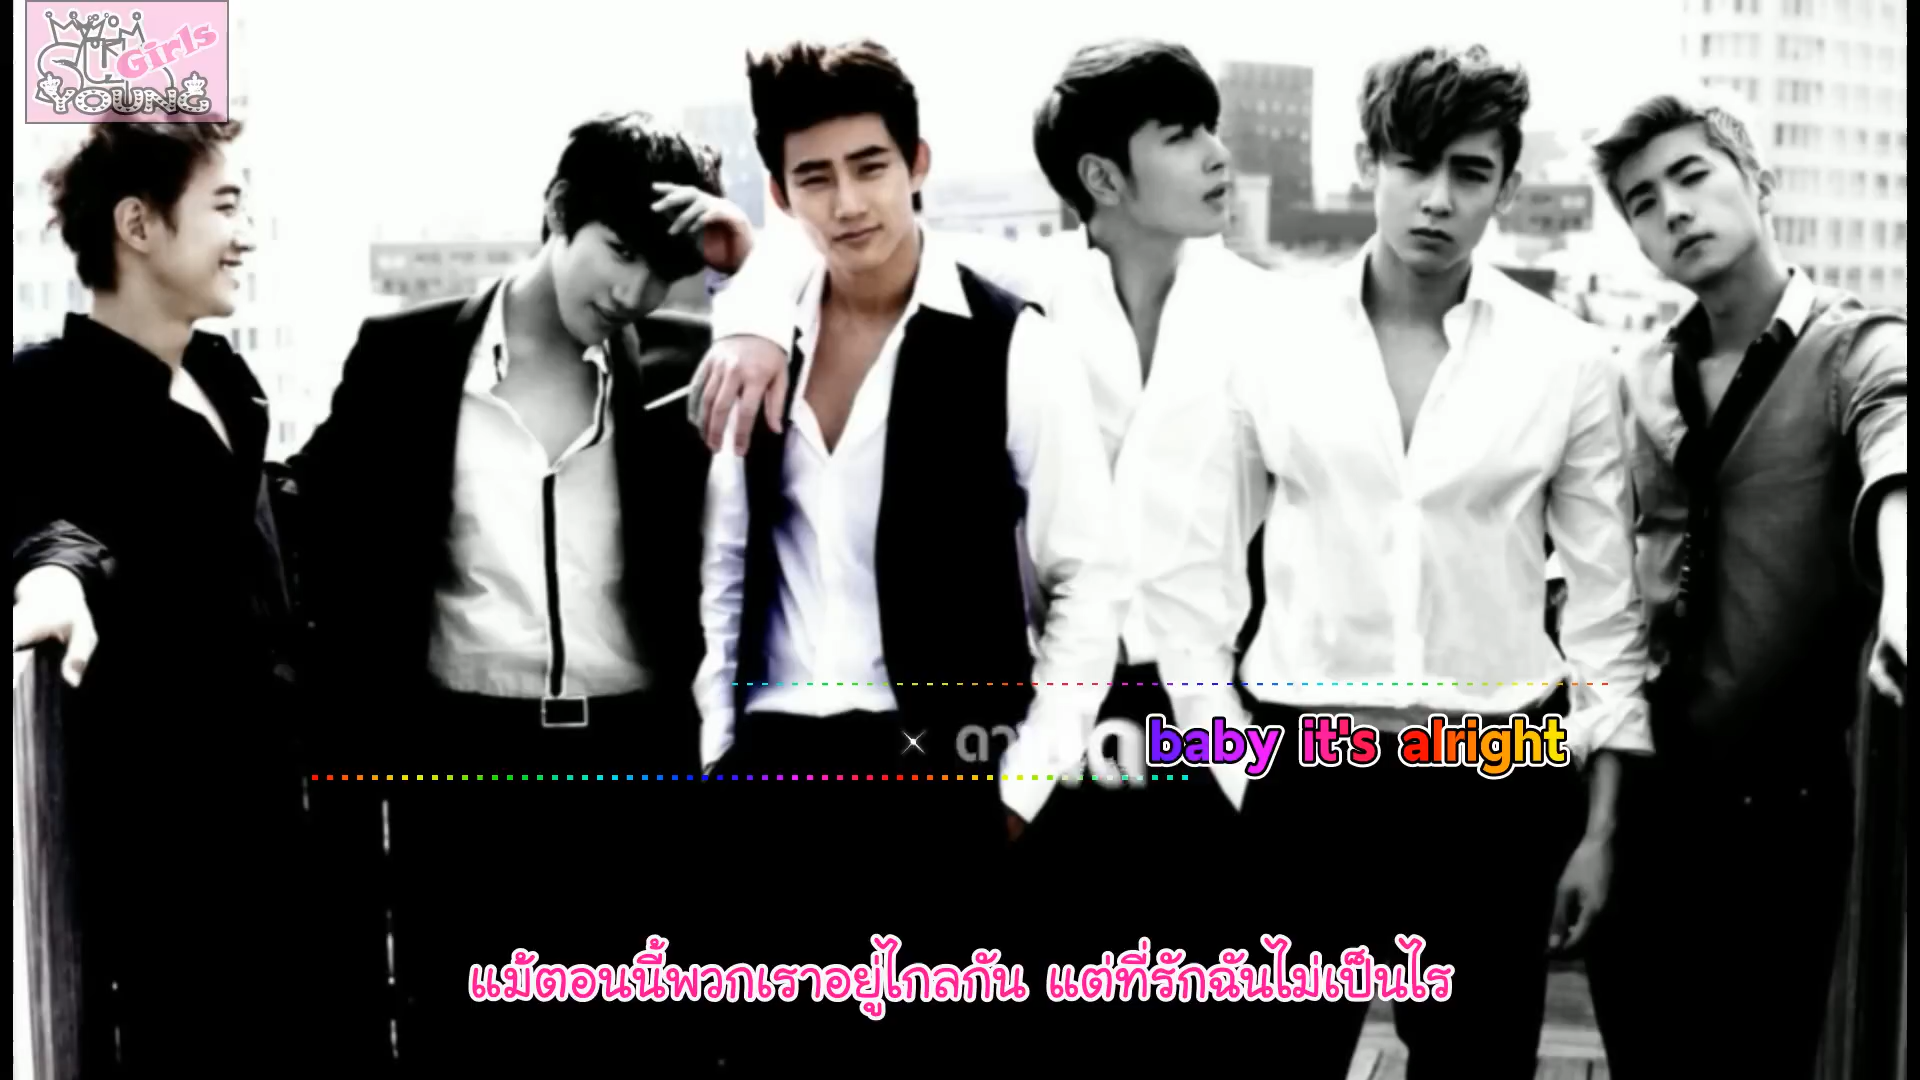 Girls
YOUNG
baby it's alright
แม้ตอนนี้พวกเราอยู่ไกลกัน แต่ที่รักฉันไม่เป็นไร